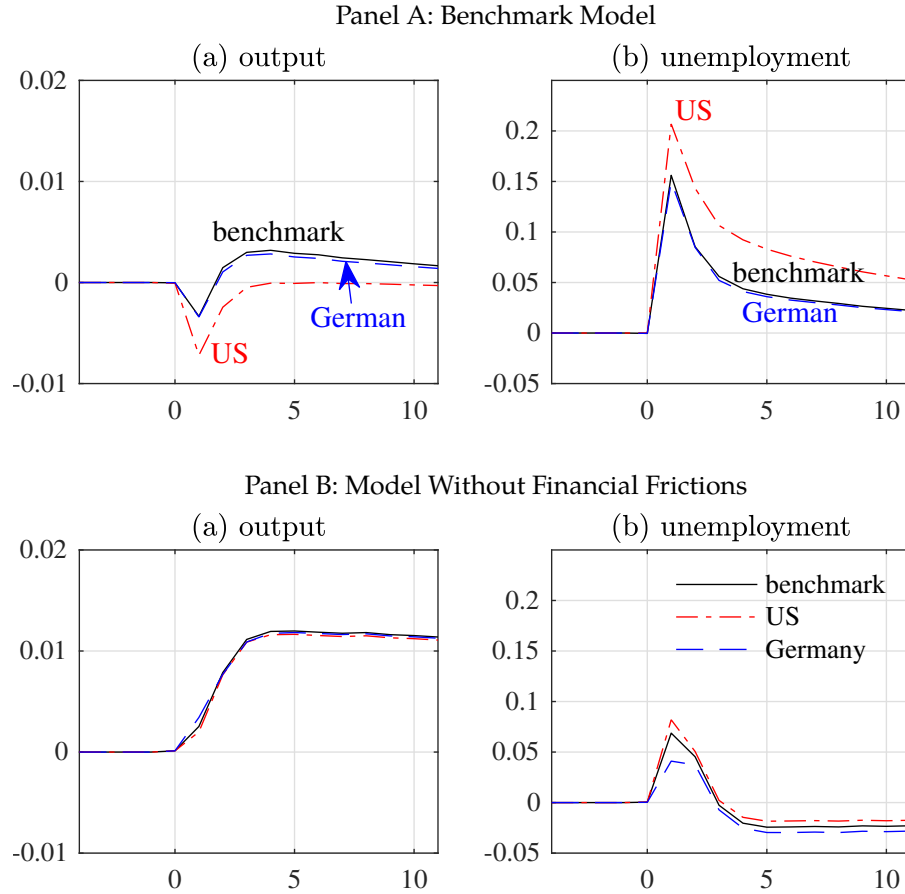 Panel A: Benchmark Model
(a) output
(b) unemployment
0.02
0.01
0
-0.01
benchmark
German
US
0
5
10
0.2
0.15
0.1
0.05
0
-0.05
US
benchmark
German
0
5
10
Panel B: Model Without Financial Frictions
(a) output
(b) unemployment
0.02
0.01
0
-0.01
0
5
10
0.2
0.15
0.1
0.05
0
-0.05
benchmark
US
Germany
0
5
10